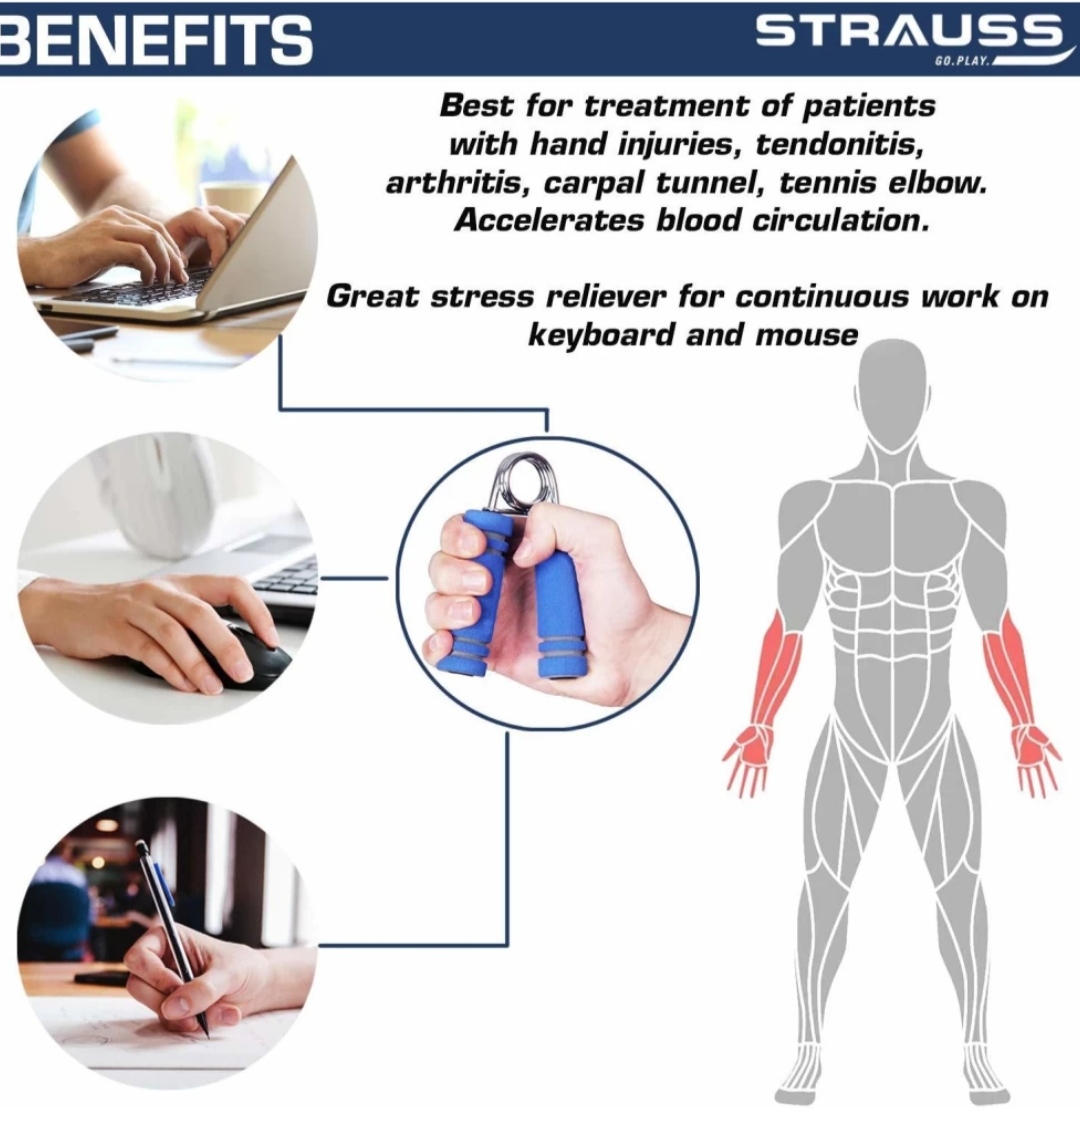 BENEFITS
STRAUSS
GO.PLAY.
Best for treatment of patients
with hand injuries, tendonitis,
arthritis, carpal tunnel, tennis elbow.
Accelerates blood circulation.
Great stress reliever for continuous work on
keyboard and mouse